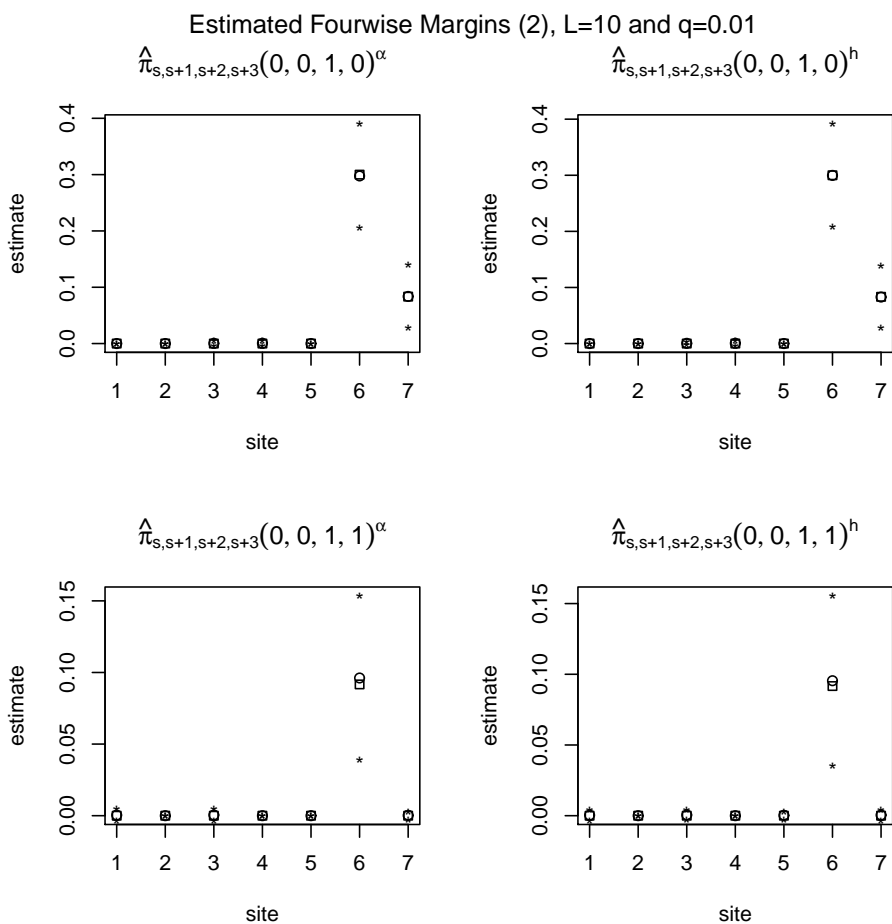 Estimated Fourwise Margins (2), L=10 and q=0.01
π̂s,s+1,s+2,s+3(0, 0, 1, 0)α
π̂s,s+1,s+2,s+3(0, 0, 1, 0)h
estimate
0.0 0.1 0.2 0.3 0.4
1 2 3 4 5 6 7
site
estimate
0.0 0.1 0.2 0.3 0.4
1 2 3 4 5 6 7
site
π̂s,s+1,s+2,s+3(0, 0, 1, 1)α
π̂s,s+1,s+2,s+3(0, 0, 1, 1)h
estimate
0.00 0.05 0.10 0.15
1 2 3 4 5 6 7
site
estimate
0.00 0.05 0.10 0.15
1 2 3 4 5 6 7
site